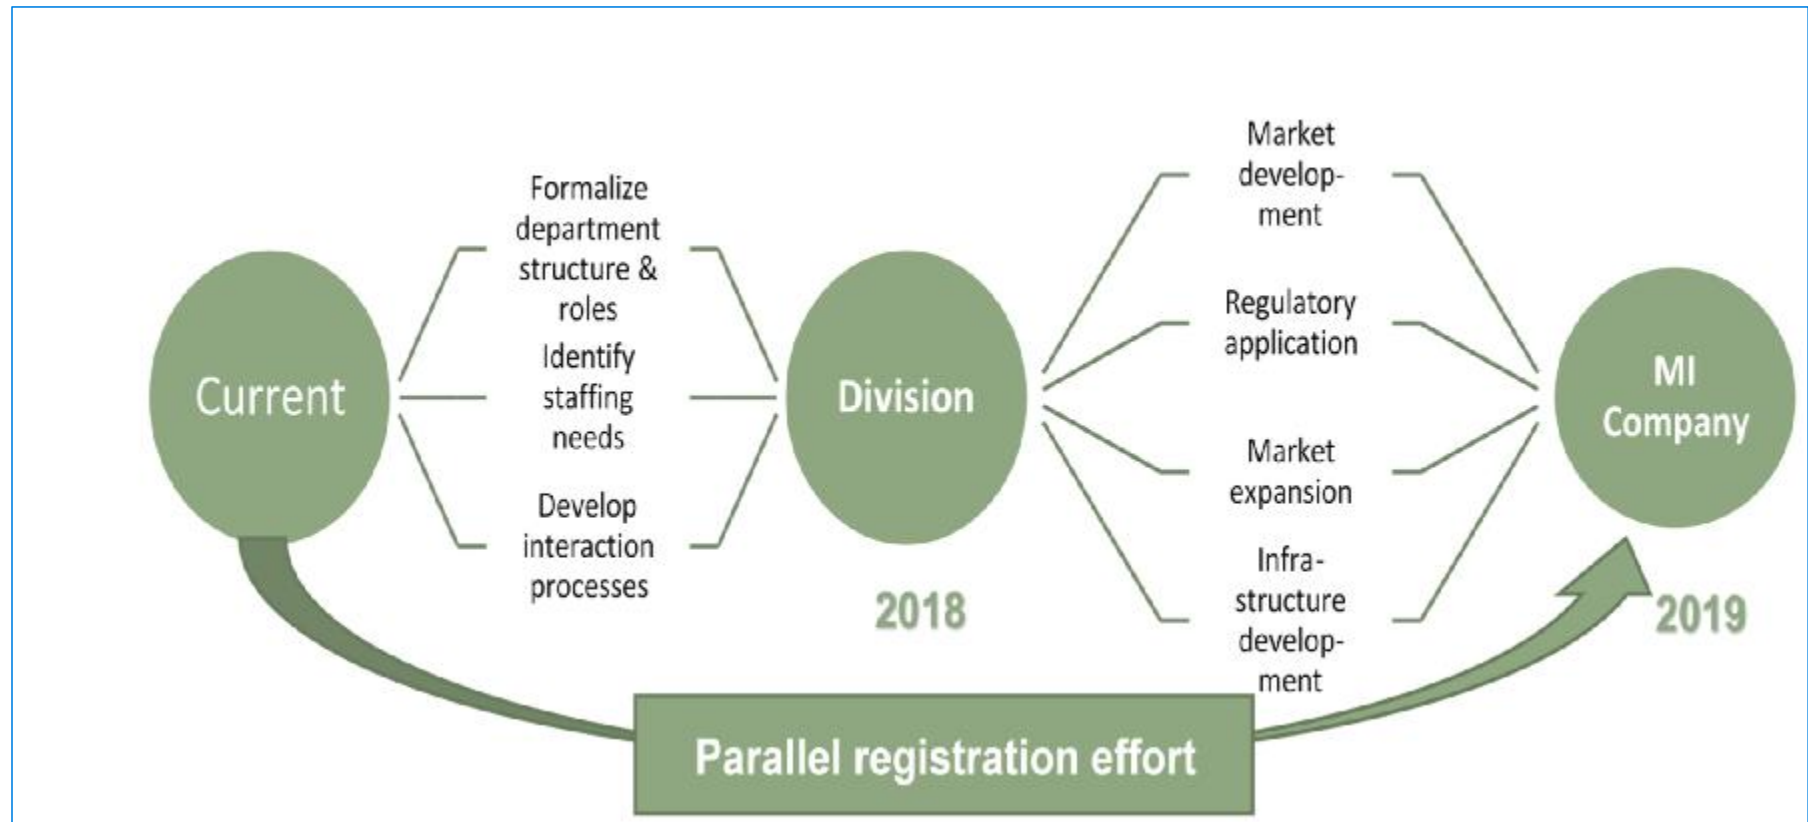 Current
Formalize
department
structure &
roles
Identify
staffing
needs
Develop
interaction
processes
Division
2018
Market
develop-
ment
Regulatory
application
Market
expansion
Infra-
structure
develop-
ment
MI
Company
2019
Parallel registration effort